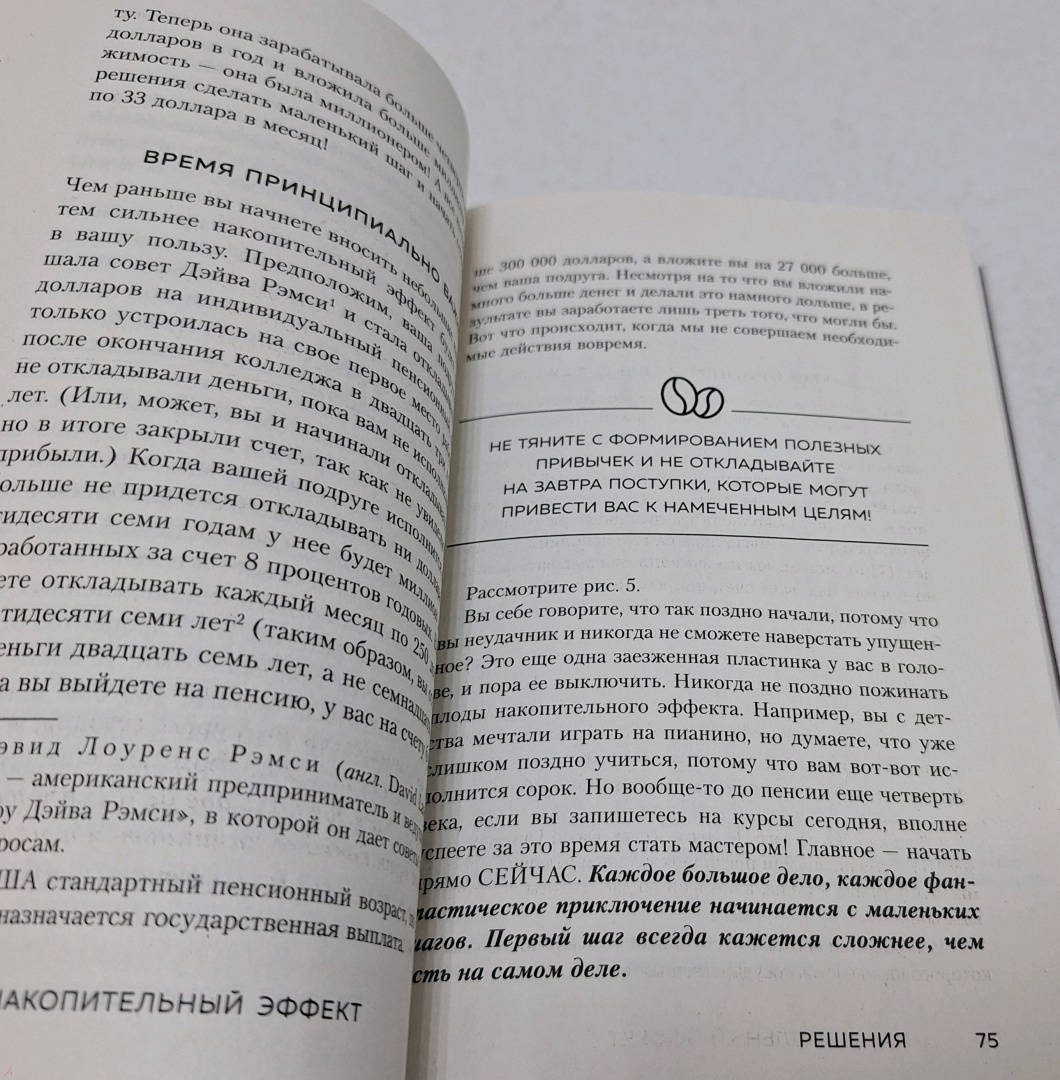 ту. Теперь она зарабатывала больше
долларов в год и вложила больше
жимость — она была миллионером! А все
решения сделать маленький шаг и начать
по 33 доллара в месяц!
ВРЕМЯ ПРИНЦИПИАЛЬНО
Чем раньше вы начнете вносить
тем сильнее накопительный эффект
в вашу пользу. Предположим, ваша
шала совет Дэйва Рэмси¹ и стала
долларов на индивидуальный пенсионный
только устроилась на свое первое место
после окончания колледжа в двадцать три
не откладывали деньги, пока вам не
лет. (Или, может, вы и начинали
но в итоге закрыли счет, так как не
прибыли.) Когда вашей подруге
ольше не придется откладывать ни
тидесяти семи годам у нее будет
работанных за счет 8 процентов годовых
ете откладывать каждый месяц по 250
тидесяти семи лет² (таким образом, вы
еньги двадцать семь лет, а не
а вы выйдете на пенсию, у вас на счету
эвид Лоуренс Рэмси (англ. David
— американский предприниматель и
у Дэйва Рэмси», в которой он дает
росам.
США стандартный пенсионный возраст,
назначается государственная выплата.
НАКОПИТЕЛЬНЫЙ ЭФФЕКТ
ше 300 000 долларов, а вложите вы на 27 000 больше,
чем ваша подруга. Несмотря на то что вы вложили на-
много больше денег и делали это намного дольше, в ре-
зультате вы заработаете лишь треть того, что могли бы.
Вот что происходит, когда мы не совершаем необходи-
мые действия вовремя.
НЕ ТЯНИТЕ С ФОРМИРОВАНИЕМ ПОЛЕЗНЫХ
ПРИВЫЧЕК И НЕ ОТКЛАДЫВАЙТЕ
НА ЗАВТРА ПОСТУПКИ, КОТОРЫЕ МОГУТ
ПРИВЕСТИ ВАС К НАМЕЧЕННЫМ ЦЕЛЯМ!
Рассмотрите рис. 5.
Вы себе говорите, что так поздно начали, потому что
вы неудачник и никогда не сможете наверстать упущен-
ное? Это еще одна заезженная пластинка у вас в голо-
ве, и пора ее выключить. Никогда не поздно пожинать
плоды накопительного эффекта. Например, вы с дет-
ства мечтали играть на пианино, но думаете, что уже
слишком поздно учиться, потому что вам вот-вот ис-
полнится сорок. Но вообще-то до пенсии еще четверть
века, если вы запишетесь на курсы сегодня, вполне
успеете за это время стать мастером! Главное — начать
прямо СЕЙЧАС. Каждое большое дело, каждое фан-
тастическое приключение начинается с маленьких
шагов. Первый шаг всегда кажется сложнее, чем
есть на самом деле.
РЕШЕНИЯ 75